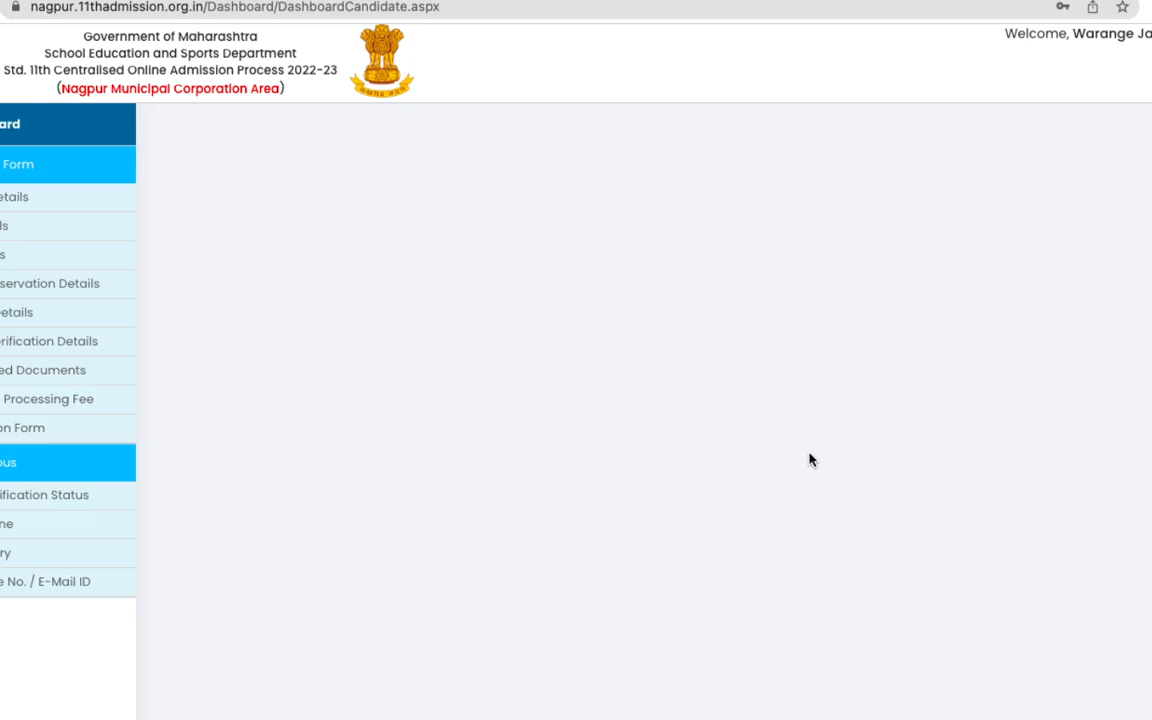 nagpur.11thadmission.org.in/Dashboard/DashboardCandidate.aspx
Government of Maharashtra
School Education and Sports Department
Std. 11th Centralised Online Admission Process 2022-23
(Nagpur Municipal Corporation Area)
Welcome, Warange Ja
ard
Form
etails
ls
s
servation Details
etails
rification Details
ed Documents
Processing Fee
on Form
ous
ification Status
ne
ry
e No. / E-Mail ID